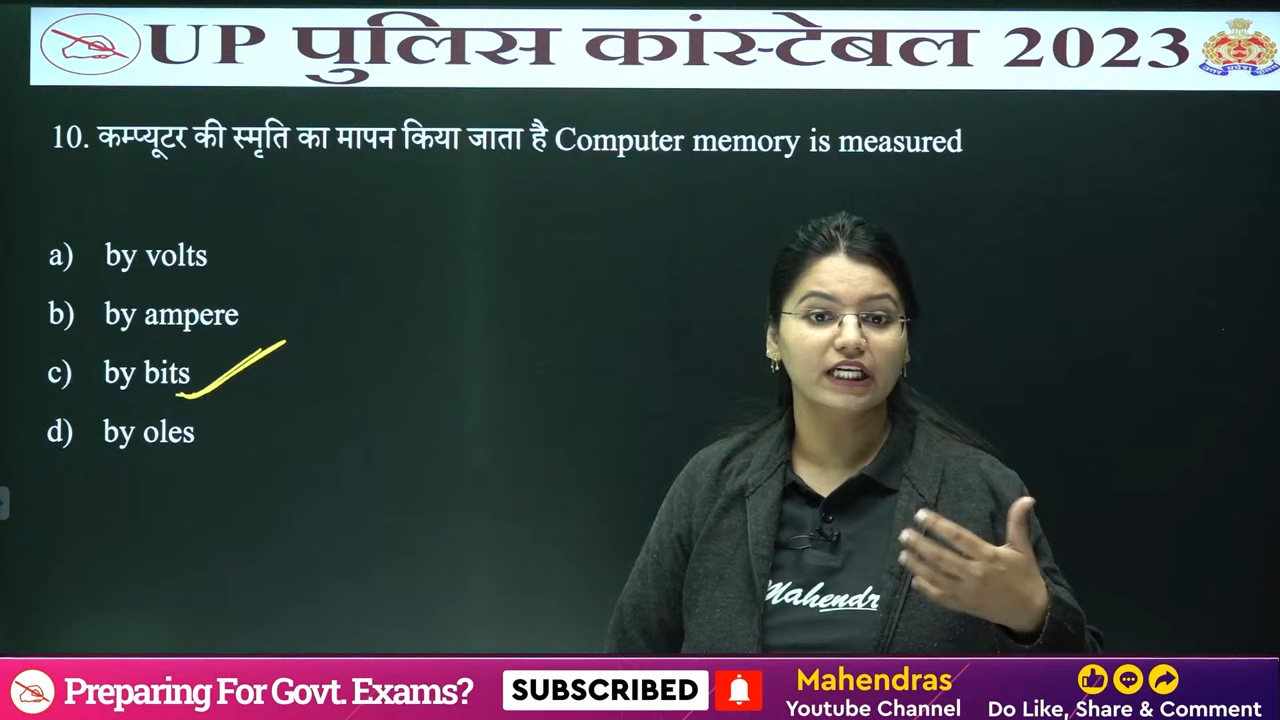 UP पुलिस कांस्टेबल 2023
10. कम्प्यूटर की स्मृति का मापन किया जाता है Computer memory is measured
a) by volts
b) by ampere
c) by bits
d) by oles
Mahendr
Preparing For Govt. Exams?
SUBSCRIBED
Mahendras
Youtube Channel
Do Like, Share & Comment